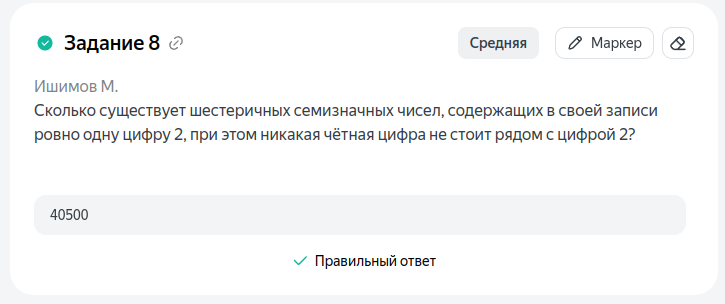 Задание 8
Средняя
Маркер
Ишимов М.
Сколько существует шестеричных семизначных чисел, содержащих в своей записи
ровно одну цифру 2, при этом никакая чётная цифра не стоит рядом с цифрой 2?
40500
Правильный ответ